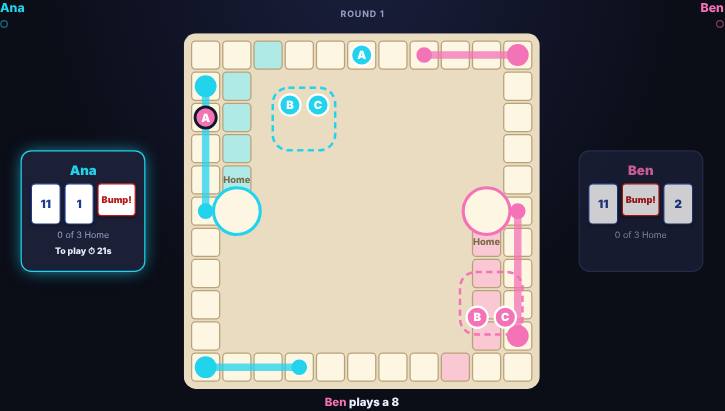 Ana
Ben
ROUND 1
A
B C
A
Home
Ana
11 1 Bump!
0 of 3 Home
To play ⏱ 21s
Ben
11 Bump! 2
0 of 3 Home
Home
B C
Ben plays a 8